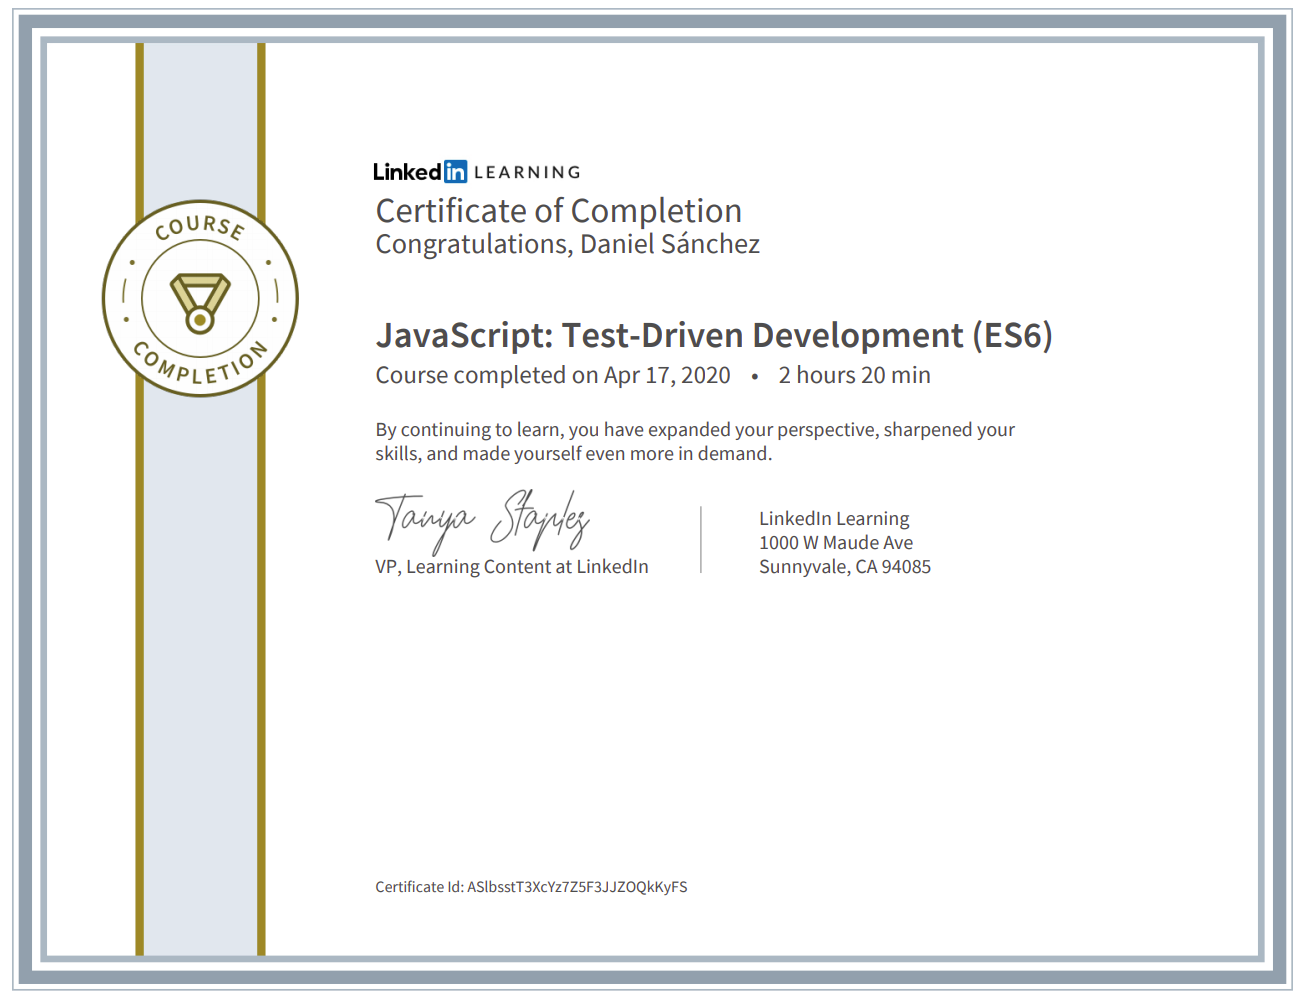 LinkedIn LEARNING
Certificate of Completion
Congratulations, Daniel Sánchez
COURSE
COMPLETION
JavaScript: Test-Driven Development (ES6)
Course completed on Apr 17, 2020 • 2 hours 20 min
By continuing to learn, you have expanded your perspective, sharpened your
skills, and made yourself even more in demand.
Tanya Staples
VP, Learning Content at LinkedIn
LinkedIn Learning
1000 W Maude Ave
Sunnyvale, CA 94085
Certificate Id: ASlbsstT3XcYz7Z5F3JJZOQkKyFS